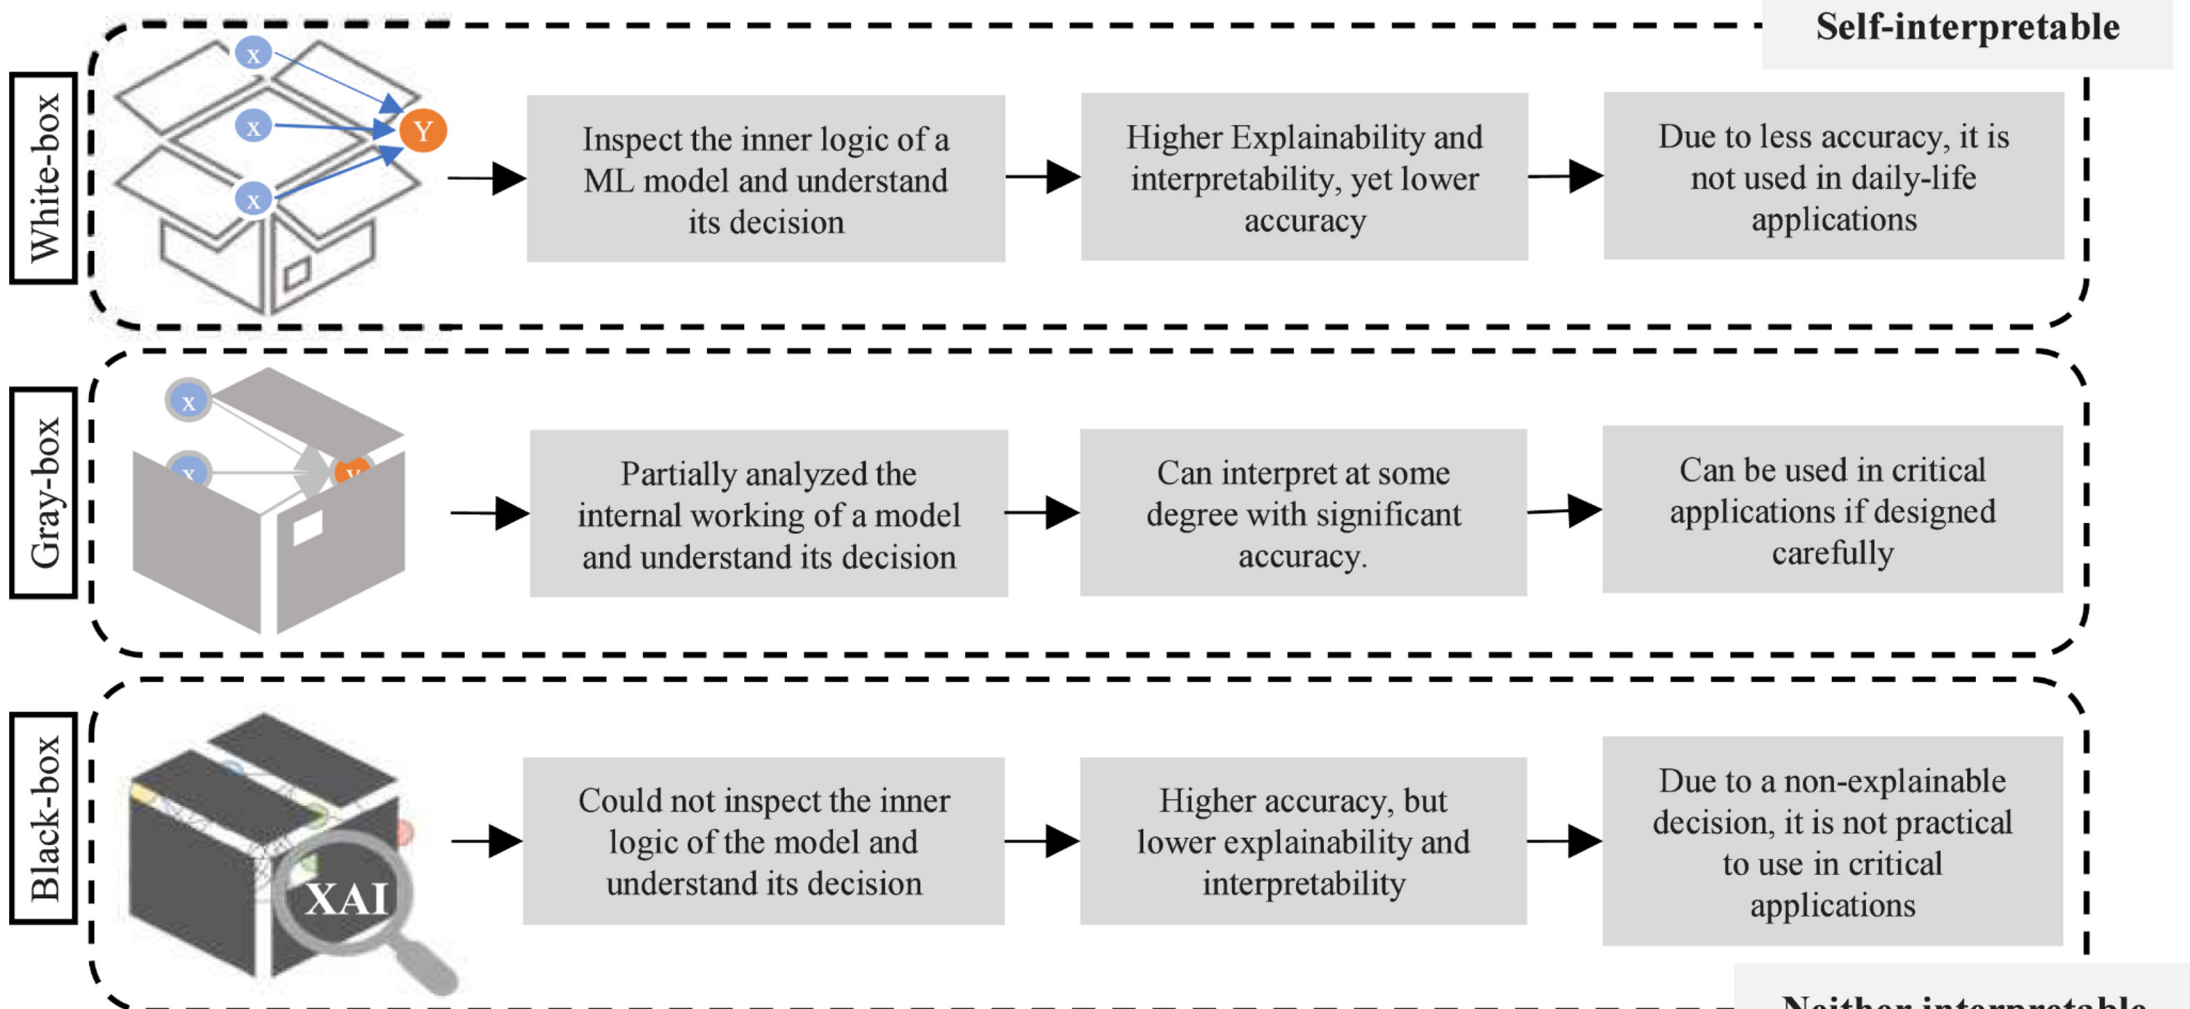 Self-interpretable
White-box
x
x
x
Y
Inspect the inner logic of a
ML model and understand
its decision
Higher Explainability and
interpretability, yet lower
accuracy
Due to less accuracy, it is
not used in daily-life
applications
Gray-box
x
x
Y
Partially analyzed the
internal working of a model
and understand its decision
Can interpret at some
degree with significant
accuracy.
Can be used in critical
applications if designed
carefully
Black-box
XAI
Could not inspect the inner
logic of the model and
understand its decision
Higher accuracy, but
lower explainability and
interpretability
Due to a non-explainable
decision, it is not practical
to use in critical
applications
Neither interpretable